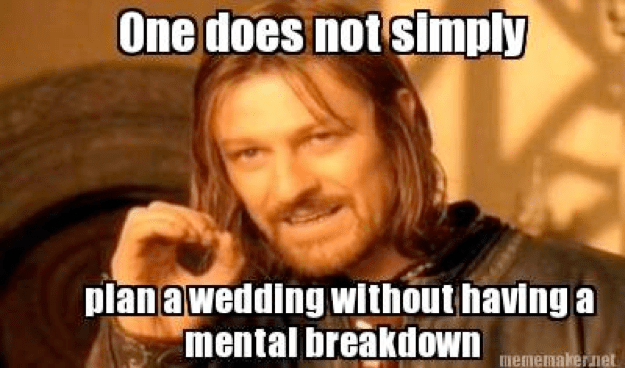 One does not simply
plan a wedding without having a
mental breakdown
mememaker.net